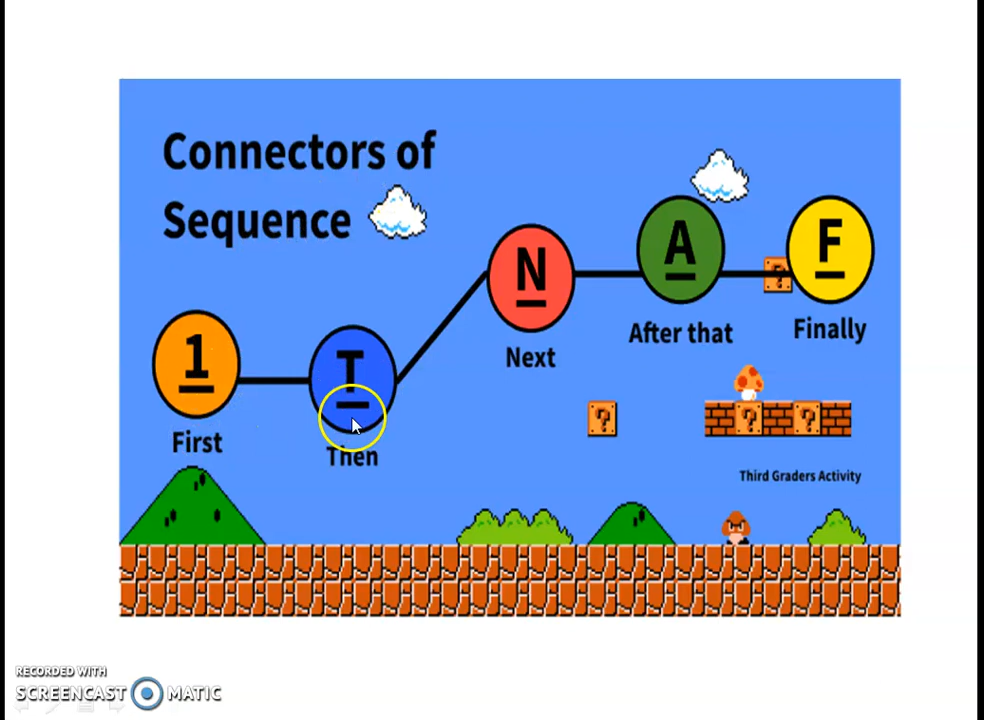 Connectors of
Sequence
1
First
T
Then
N
Next
A
After that
F
Finally
?
?
? ?
Third Graders Activity
RECORDED WITH
SCREENCAST MATIC